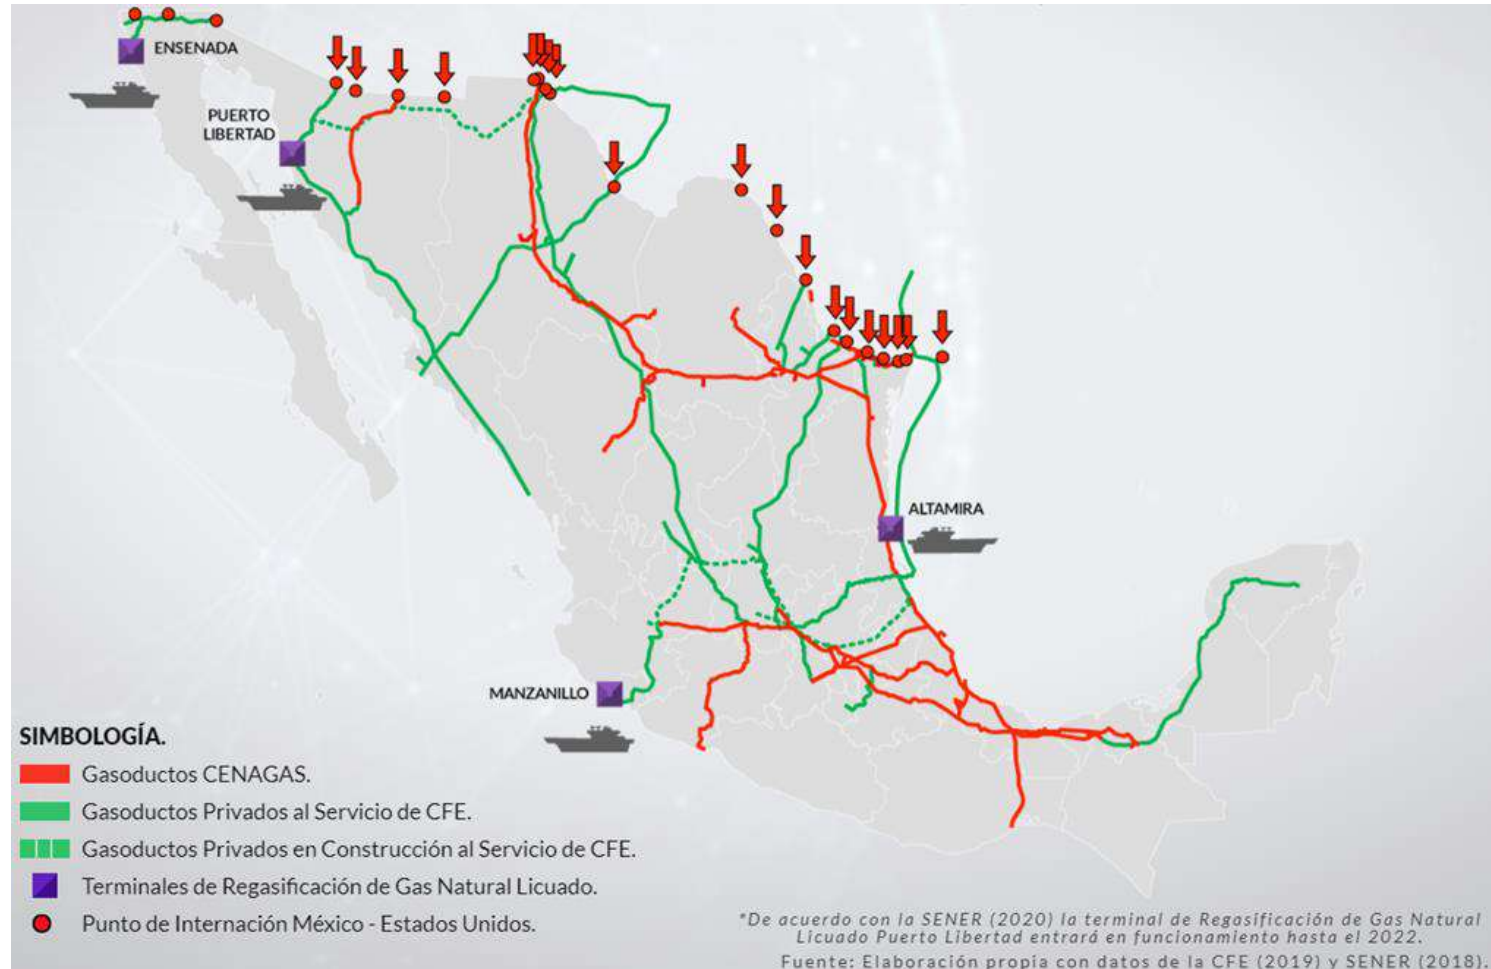 ENSENADA
PUERTO
LIBERTAD
ALTAMIRA
MANZANILLO
SIMBOLOGÍA.
Gasoductos CENAGAS.
Gasoductos Privados al Servicio de CFE.
Gasoductos Privados en Construcción al Servicio de CFE.
Terminales de Regasificación de Gas Natural Licuado.
Punto de Internación México - Estados Unidos.
*De acuerdo con la SENER (2020) la terminal de Regasificación de Gas Natural
Licuado Puerto Libertad entrará en funcionamiento hasta el 2022.
Fuente: Elaboración propia con datos de la CFE (2019) y SENER (2018).